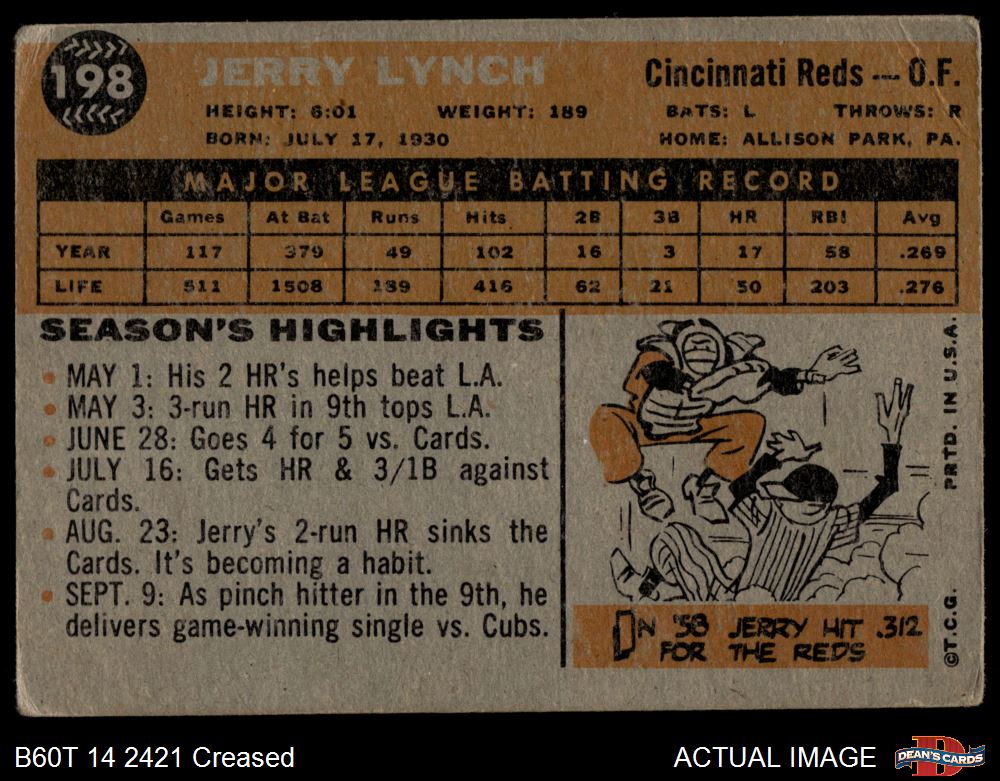 198
JERRY LYNCH
Cincinnati Reds -- O.F.
HEIGHT: 6:01 WEIGHT: 189 BATS: L THROWS: R
BORN: JULY 17, 1930 HOME: ALLISON PARK, PA.
MAJOR LEAGUE BATTING RECORD
Games At Bat Runs Hits 2B 3B HR RBI Avg
YEAR 117 379 49 102 16 3 17 58 .269
LIFE 511 1508 189 416 62 21 50 203 .276
SEASON'S HIGHLIGHTS
• MAY 1: His 2 HR's helps beat L.A.
• MAY 3: 3-run HR in 9th tops L.A.
• JUNE 28: Goes 4 for 5 vs. Cards.
• JULY 16: Gets HR & 3/1B against
Cards.
• AUG. 23: Jerry's 2-run HR sinks the
Cards. It's becoming a habit.
• SEPT. 9: As pinch hitter in the 9th, he
delivers game-winning single vs. Cubs.
IN '58 JERRY HIT .312
FOR THE REDS
©T.C.G. PRTD. IN U.S.A.
B60T 14 2421 Creased
ACTUAL IMAGE
D
DEAN'S CARDS